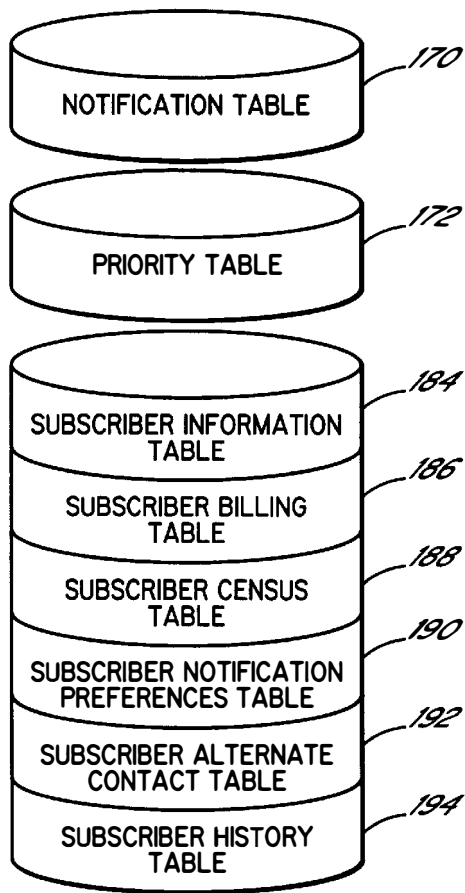 170
NOTIFICATION TABLE
172
PRIORITY TABLE
184
SUBSCRIBER INFORMATION
TABLE
186
SUBSCRIBER BILLING
TABLE
188
SUBSCRIBER CENSUS
TABLE
190
SUBSCRIBER NOTIFICATION
PREFERENCES TABLE
192
SUBSCRIBER ALTERNATE
CONTACT TABLE
194
SUBSCRIBER HISTORY
TABLE